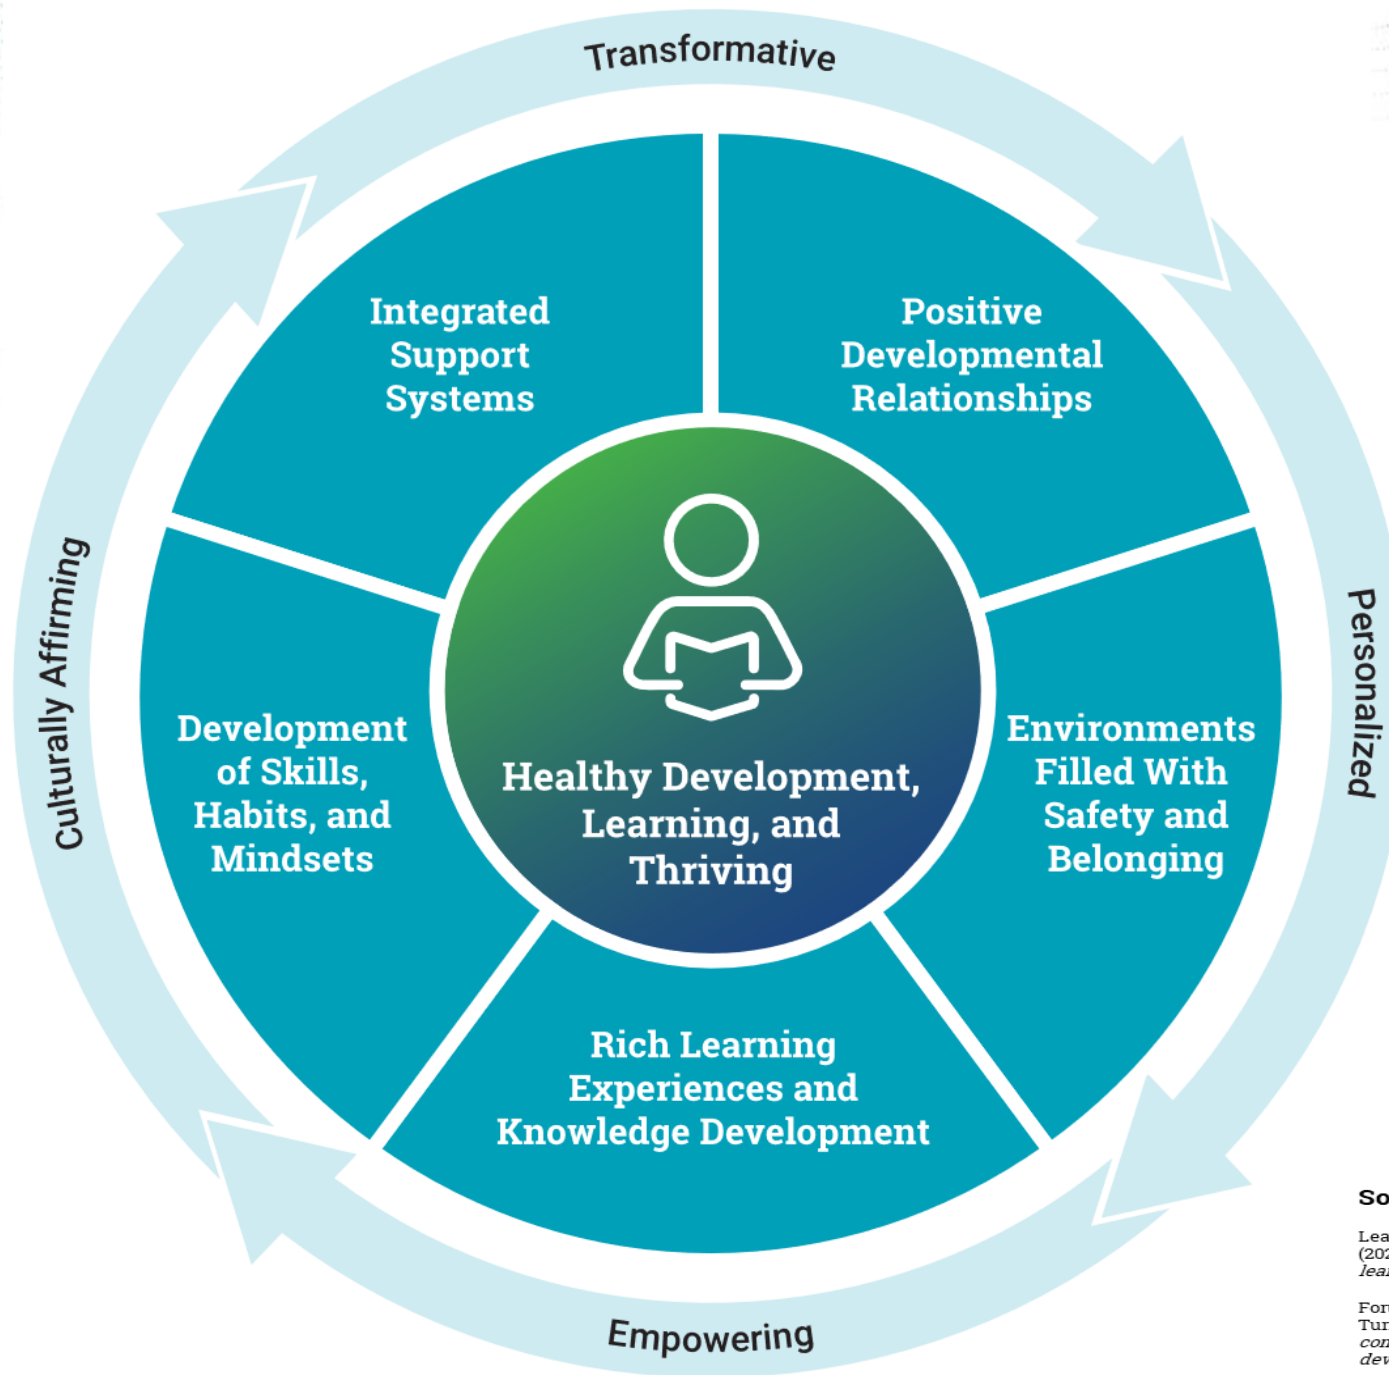 Transformative
Integrated
Support
Systems
Positive
Developmental
Relationships
Culturally Affirming
Personalized
Development
of Skills,
Habits, and
Mindsets
Healthy Development,
Learning, and
Thriving
Environments
Filled With
Safety and
Belonging
Rich Learning
Experiences and
Knowledge Development
Empowering